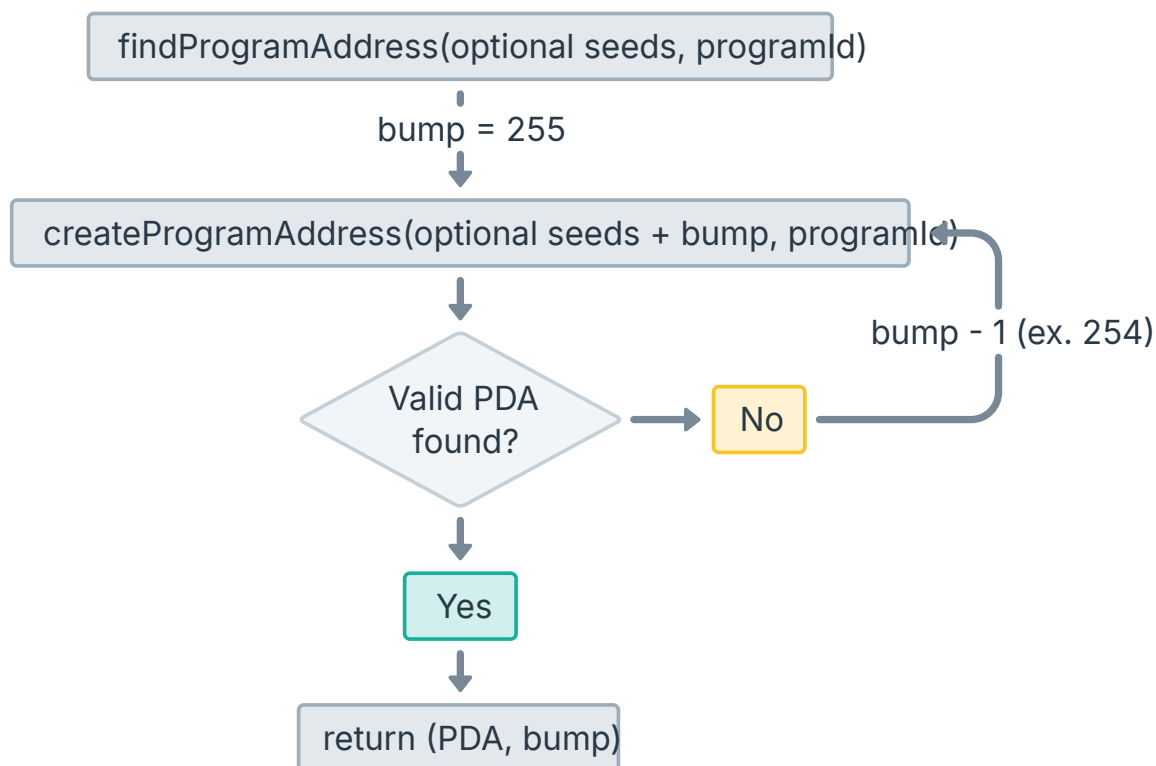 findProgramAddress(optional seeds, programId)
bump = 255
createProgramAddress(optional seeds + bump, programId)
bump - 1 (ex. 254)
Valid PDA
found?
No
Yes
return (PDA, bump)